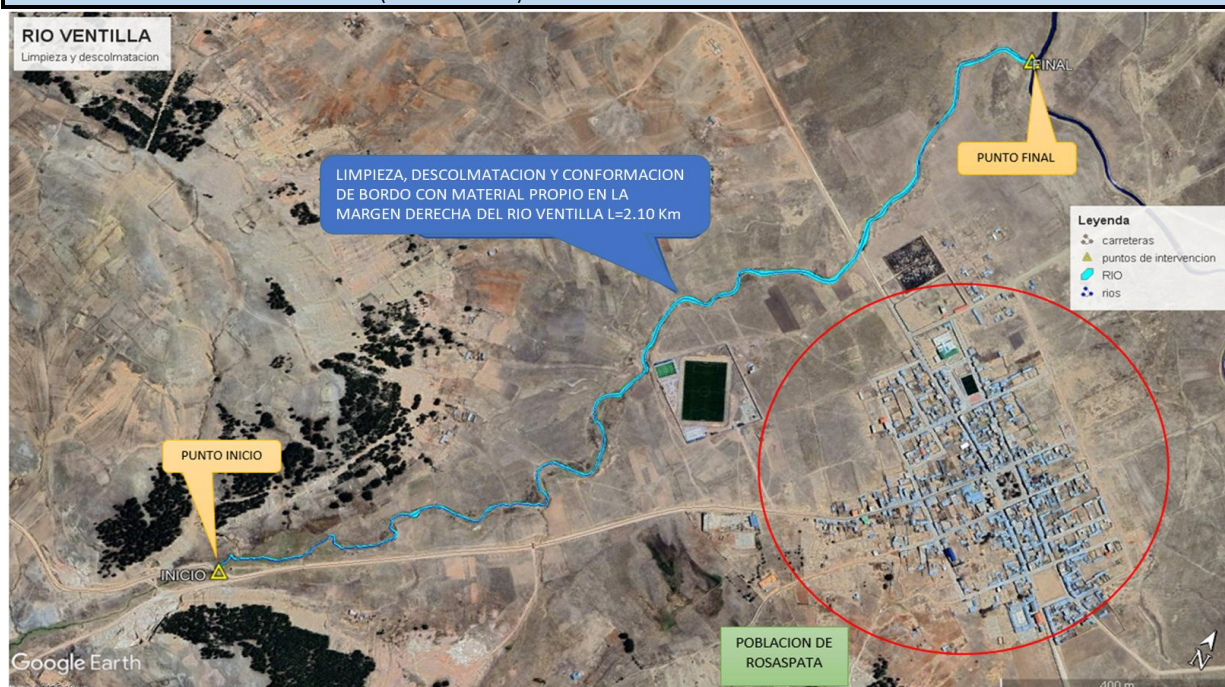 RIO VENTILLA
Limpieza y descolmatacion
FINAL
PUNTO FINAL
LIMPIEZA, DESCOLMATACION Y CONFORMACION
DE BORDO CON MATERIAL PROPIO EN LA
MARGEN DERECHA DEL RIO VENTILLA L=2.10 Km
Leyenda
carreteras
puntos de intervencion
RIO
rios
PUNTO INICIO
INICIO
POBLACION DE
ROSASPATA
Google Earth
N
400 m